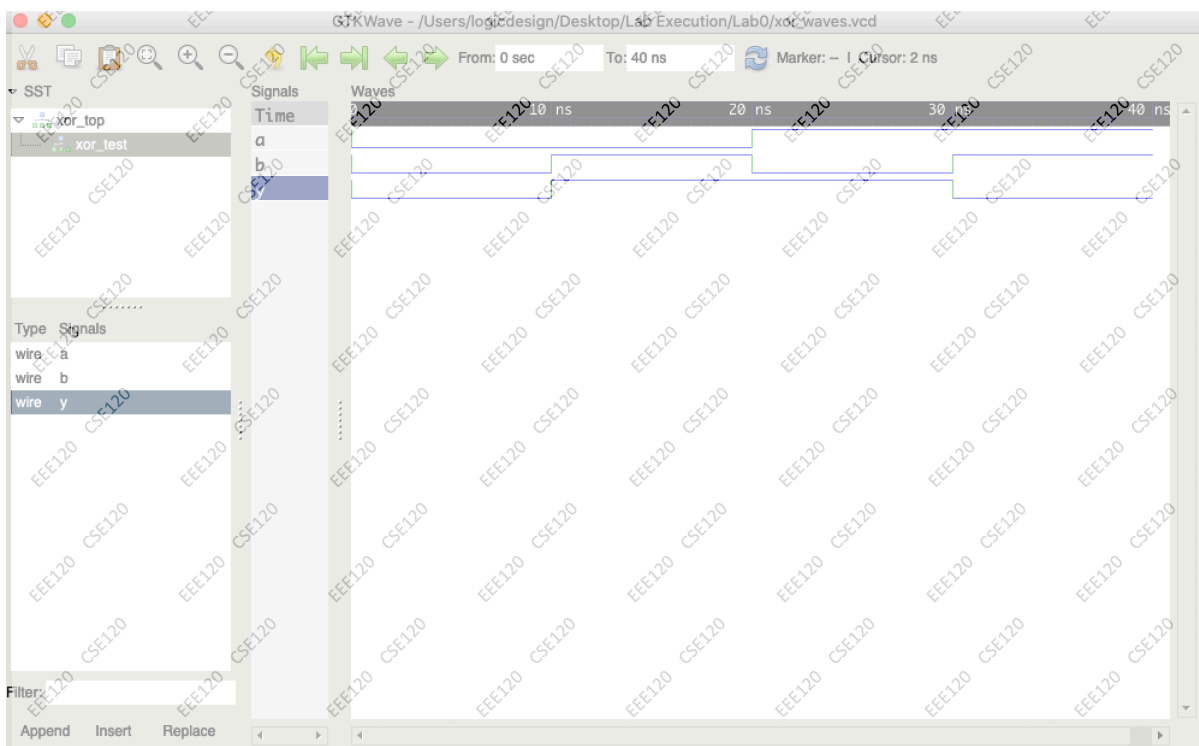 GTKWave - /Users/logicdesign/Desktop/Lab Execution/Lab0/xor_waves.vcd
From: 0 sec To: 40 ns Marker: -- | Cursor: 2 ns
SST
xor_top
xor_test
Type Signals
wire a
wire b
wire y
Filter:
Append Insert Replace
Signals
Time
a
b
y
Waves
0 10 ns 20 ns 30 ns 40 ns
EEE120 CSE120